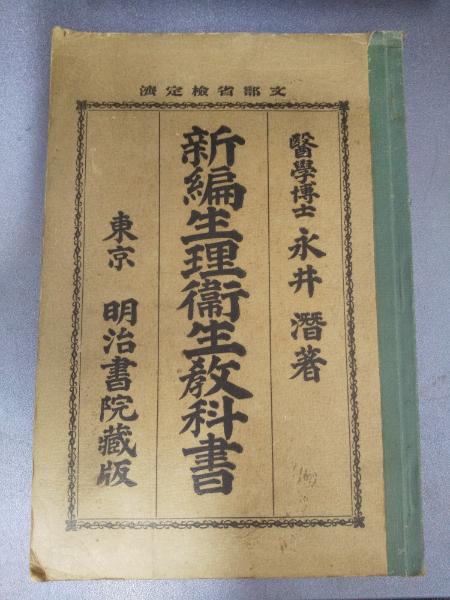 文部省檢定濟
醫學博士 永井潛著
新編生理衞生教科書
東京 明治書院藏版